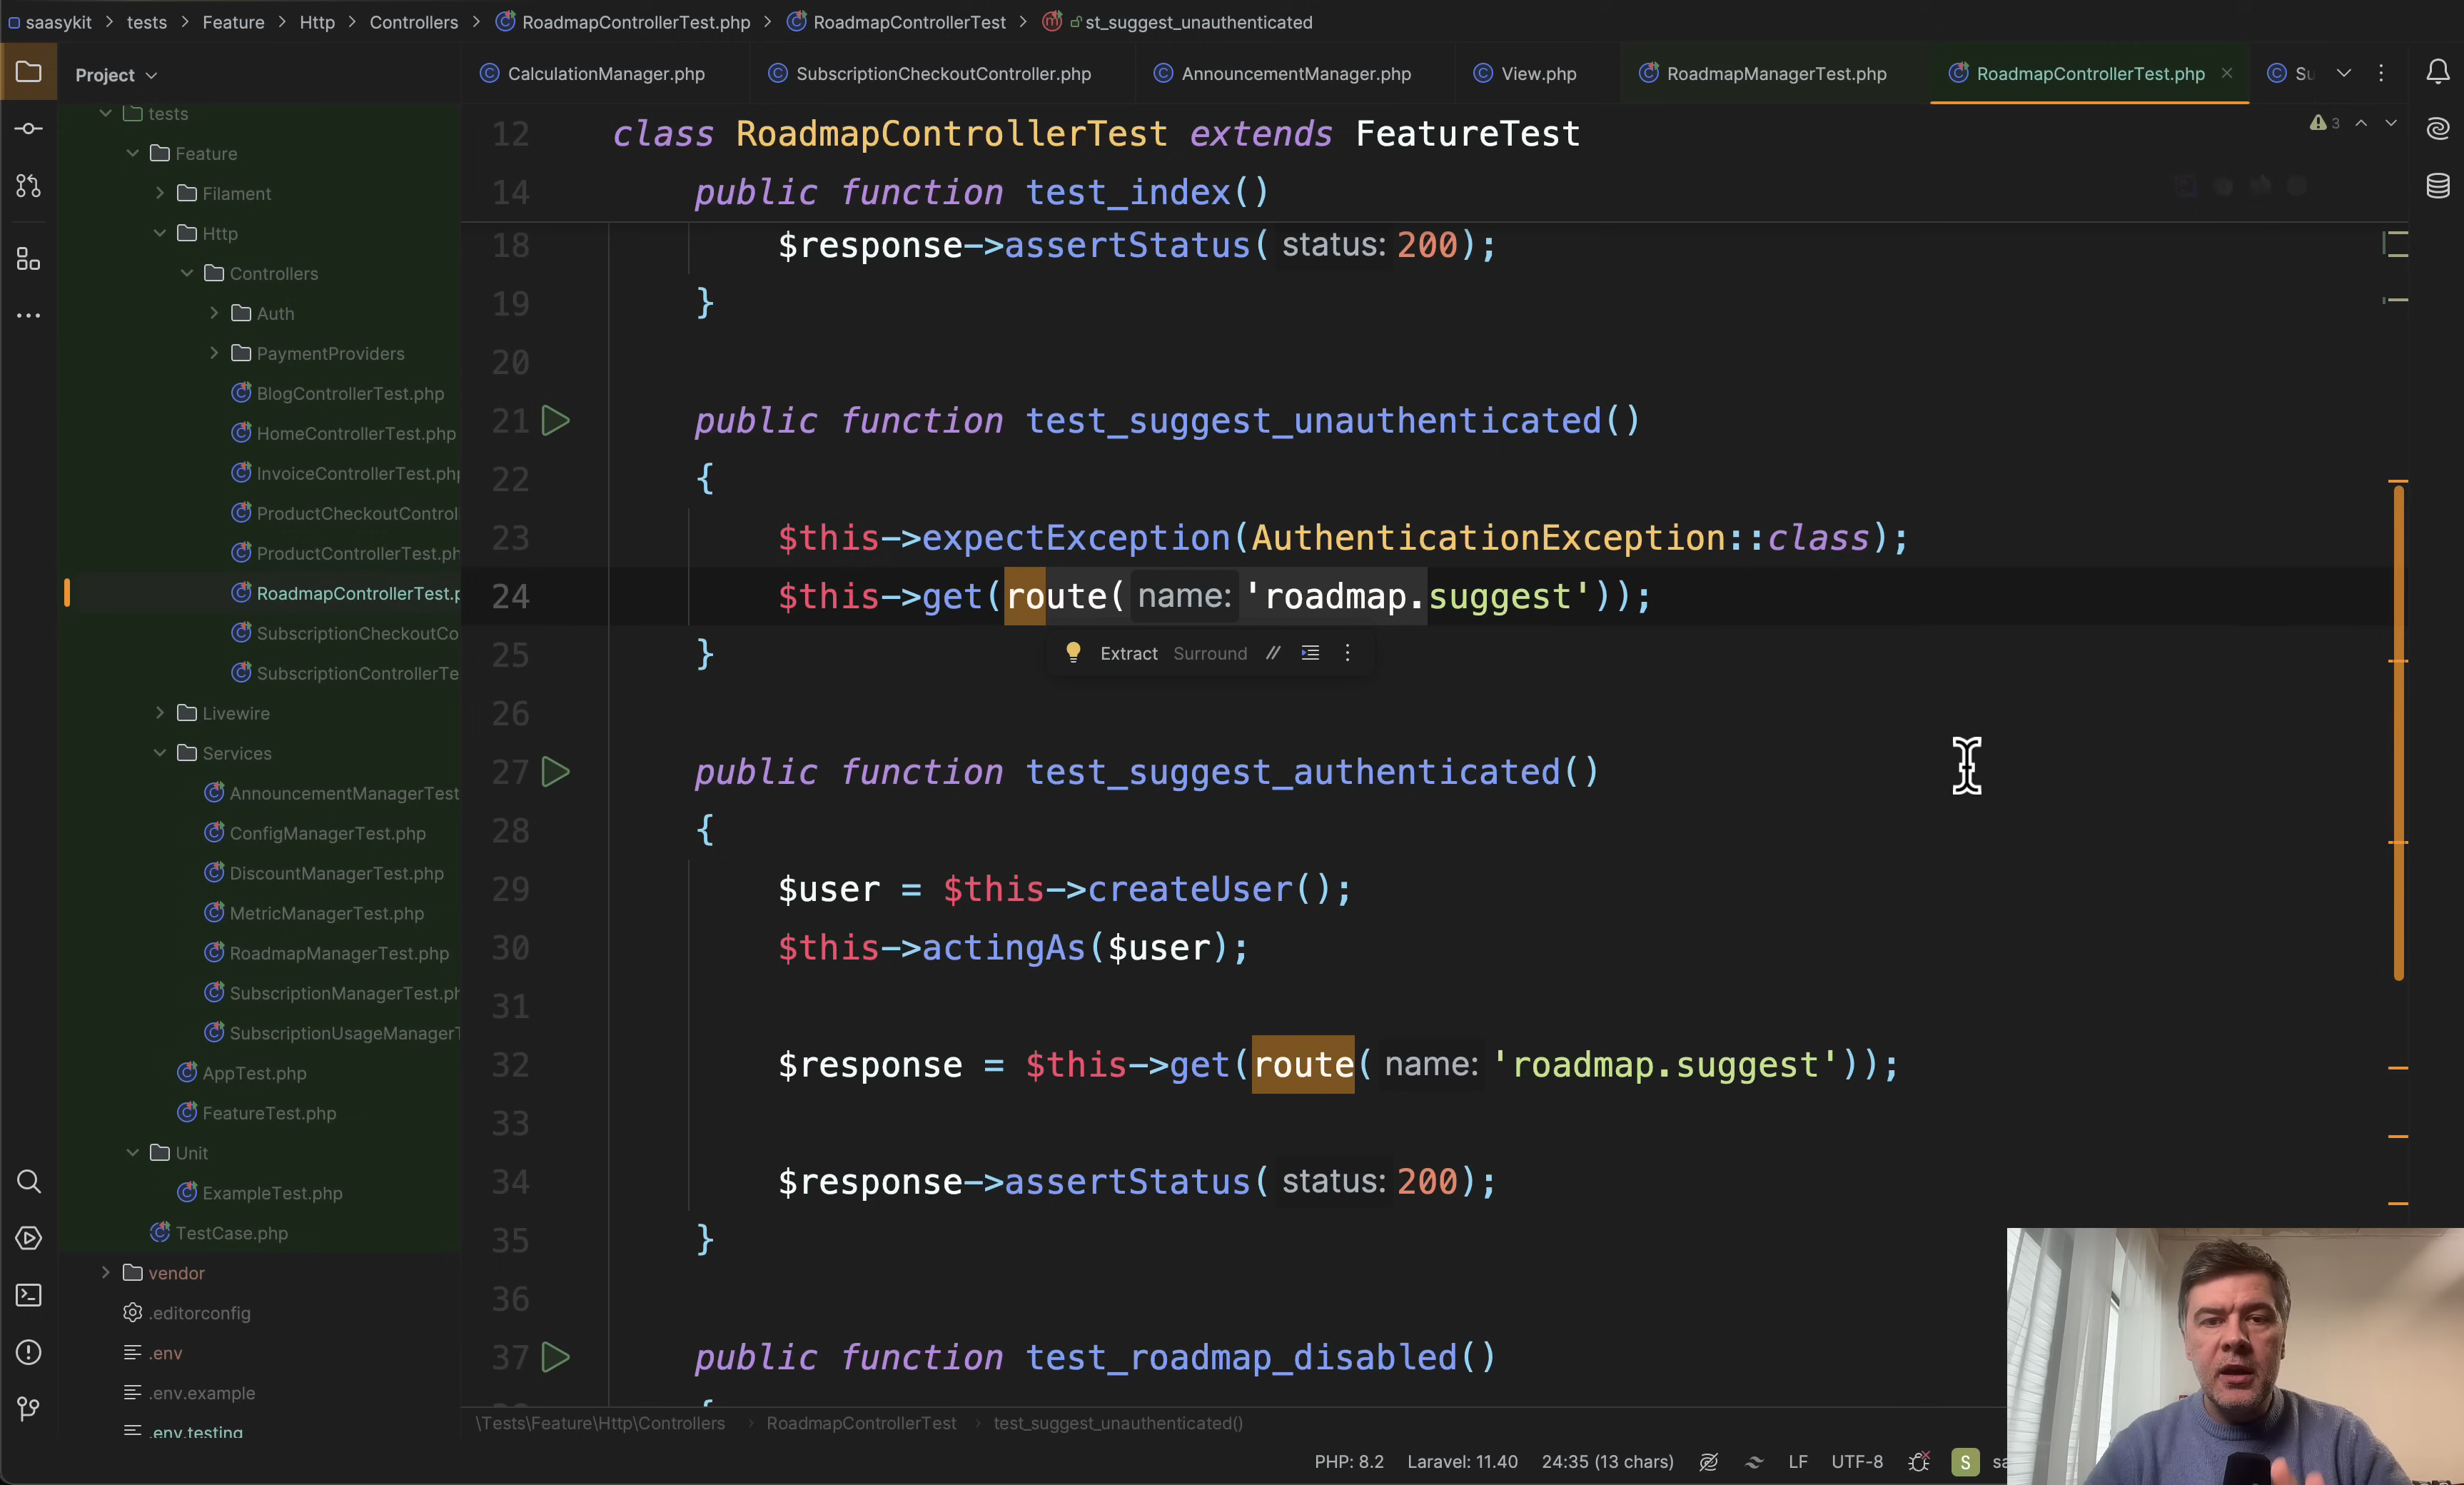 saasykit > tests > Feature > Http > Controllers > RoadmapControllerTest.php > RoadmapControllerTest > st_suggest_unauthenticated
Project
CalculationManager.php
SubscriptionCheckoutController.php
AnnouncementManager.php
View.php
RoadmapManagerTest.php
RoadmapControllerTest.php
Su
tests
Feature
Filament
Http
Controllers
Auth
PaymentProviders
BlogControllerTest.php
HomeControllerTest.php
InvoiceControllerTest.ph
ProductCheckoutControl
ProductControllerTest.ph
RoadmapControllerTest.p
SubscriptionCheckoutCo
SubscriptionControllerTe
Livewire
Services
AnnouncementManagerTest
ConfigManagerTest.php
DiscountManagerTest.php
MetricManagerTest.php
RoadmapManagerTest.php
SubscriptionManagerTest.ph
SubscriptionUsageManagerT
AppTest.php
FeatureTest.php
Unit
ExampleTest.php
TestCase.php
vendor
.editorconfig
.env
.env.example
.env.testing
3
12 class RoadmapControllerTest extends FeatureTest
14 public function test_index()
18 $response->assertStatus( status: 200);
19 }
20
21 public function test_suggest_unauthenticated()
22 {
23 $this->expectException(AuthenticationException::class);
24 $this->get(route( name: 'roadmap.suggest'));
25 }
Extract Surround //
26
27 public function test_suggest_authenticated()
28 {
29 $user = $this->createUser();
30 $this->actingAs($user);
31
32 $response = $this->get(route( name: 'roadmap.suggest'));
33
34 $response->assertStatus( status: 200);
35 }
36
37 public function test_roadmap_disabled()
\Tests\Feature\Http\Controllers > RoadmapControllerTest > test_suggest_unauthenticated()
PHP: 8.2 Laravel: 11.40 24:35 (13 chars) LF UTF-8 S sa